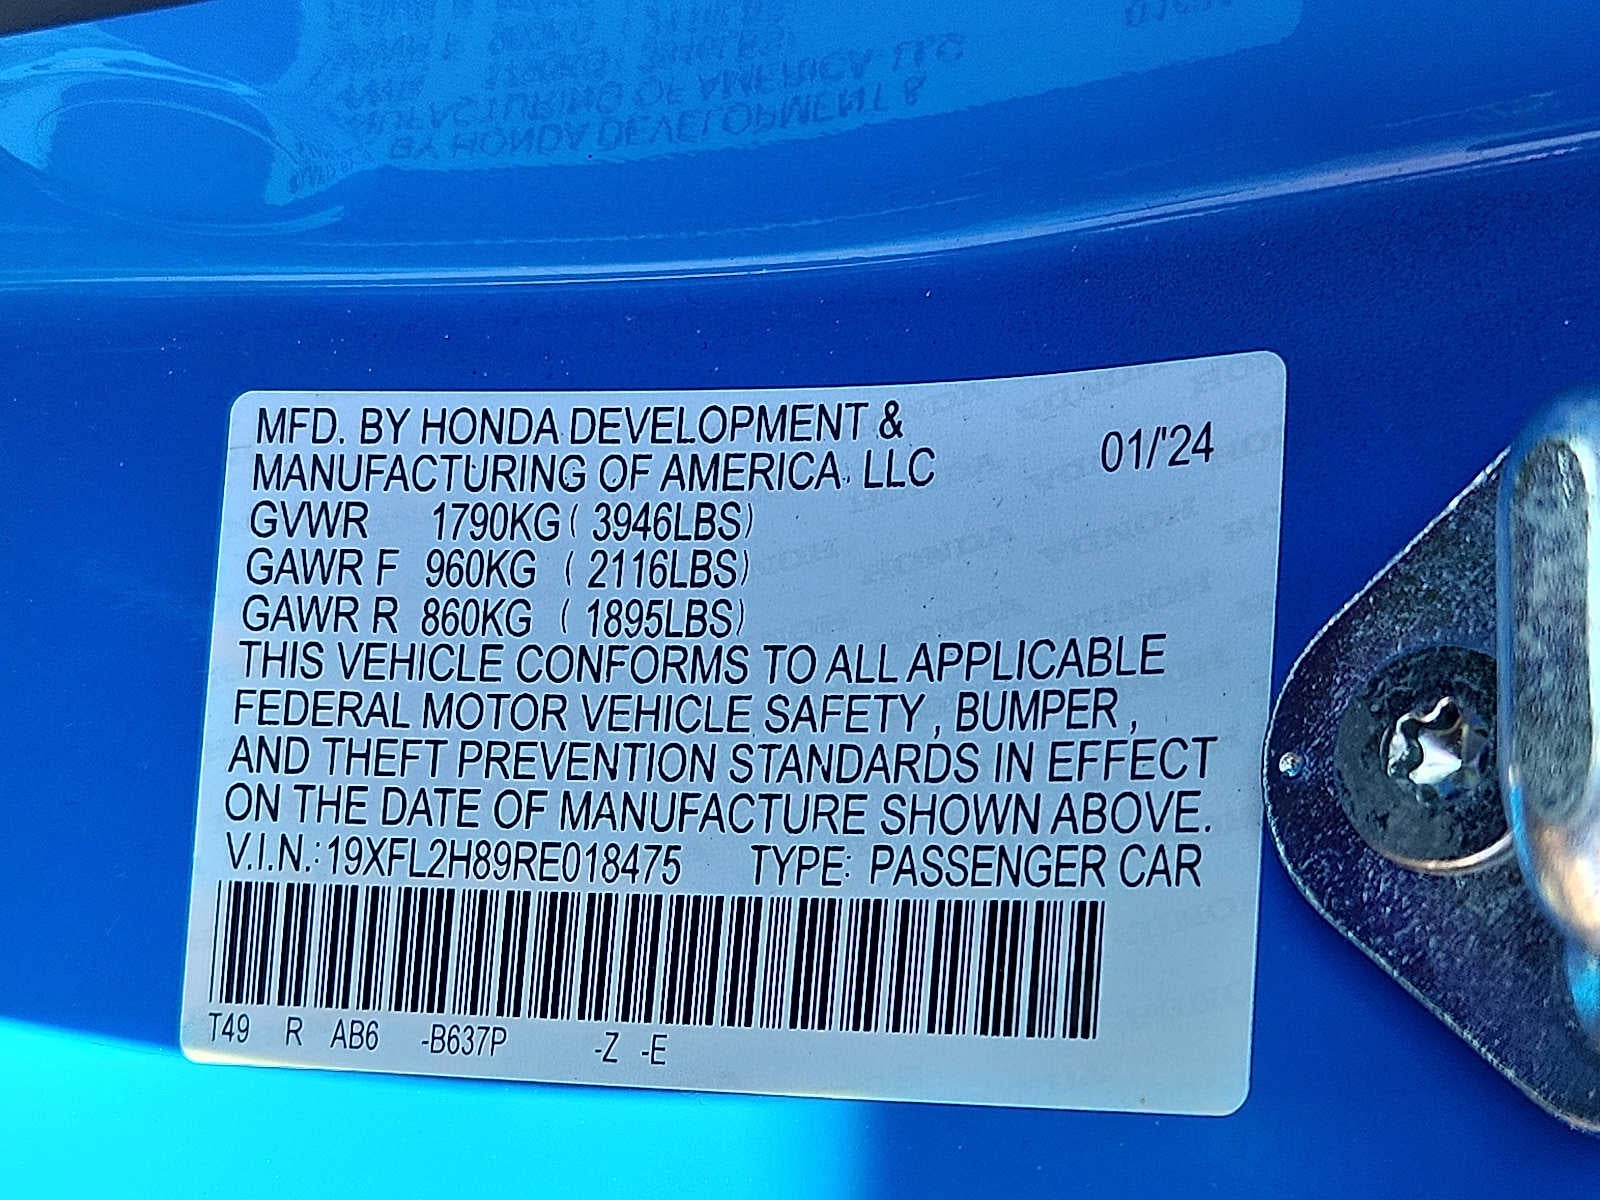 MFD. BY HONDA DEVELOPMENT &
MANUFACTURING OF AMERICA, LLC 01/'24
GVWR 1790KG ( 3946LBS)
GAWR F 960KG ( 2116LBS)
GAWR R 860KG ( 1895LBS)
THIS VEHICLE CONFORMS TO ALL APPLICABLE
FEDERAL MOTOR VEHICLE SAFETY , BUMPER ,
AND THEFT PREVENTION STANDARDS IN EFFECT
ON THE DATE OF MANUFACTURE SHOWN ABOVE.
V.I.N.: 19XFL2H89RE018475 TYPE: PASSENGER CAR
T49 R AB6 -B637P -Z -E